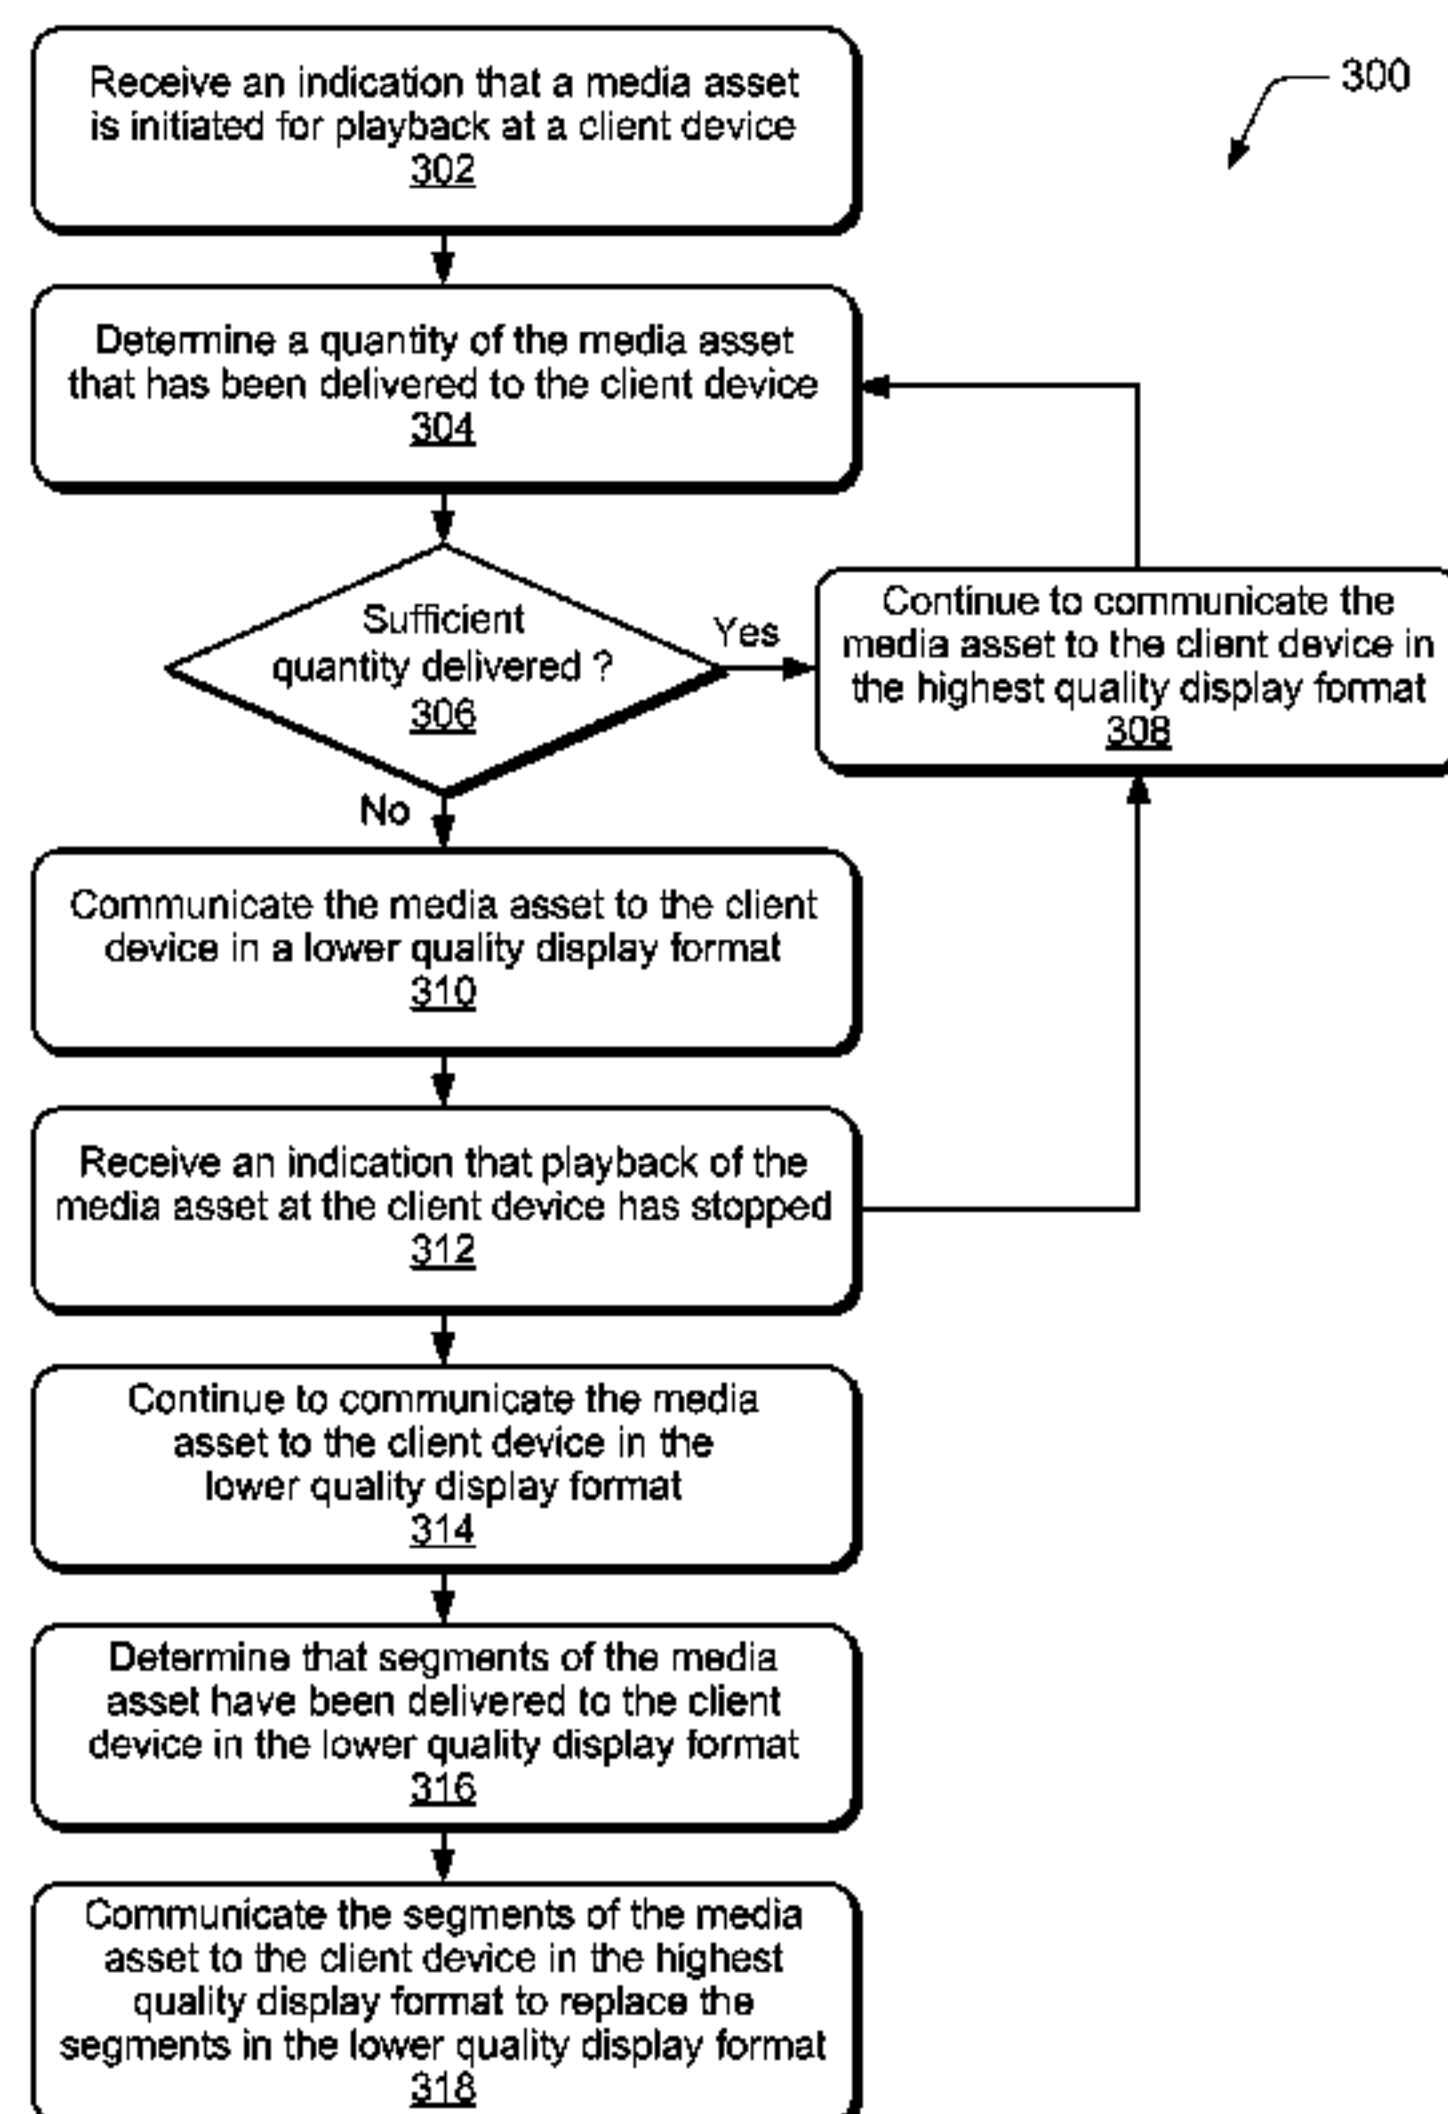 300
Receive an indication that a media asset
is initiated for playback at a client device
302
Determine a quantity of the media asset
that has been delivered to the client device
304
Sufficient
quantity delivered ?
306
Yes
Continue to communicate the
media asset to the client device in
the highest quality display format
308
No
Communicate the media asset to the client
device in a lower quality display format
310
Receive an indication that playback of the
media asset at the client device has stopped
312
Continue to communicate the media
asset to the client device in the
lower quality display format
314
Determine that segments of the media
asset have been delivered to the client
device in the lower quality display format
316
Communicate the segments of the media
asset to the client device in the highest
quality display format to replace the
segments in the lower quality display format
318